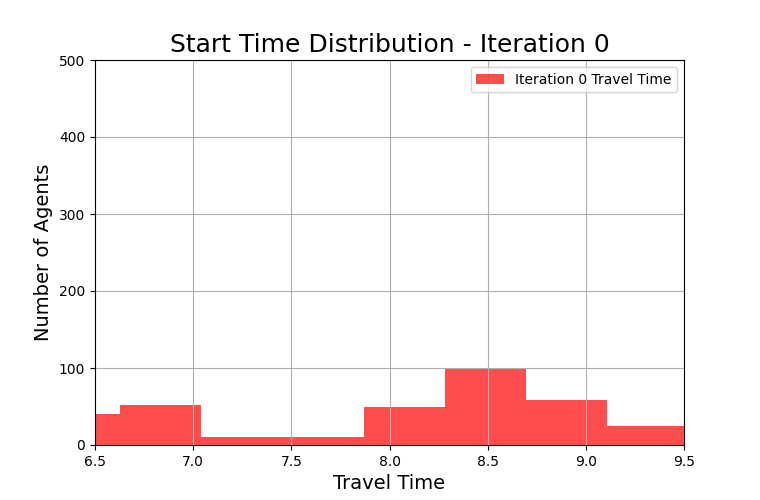 Start Time Distribution - Iteration 0
Iteration 0 Travel Time
Number of Agents
500
400
300
200
100
0
6.5 7.0 7.5 8.0 8.5 9.0 9.5
Travel Time